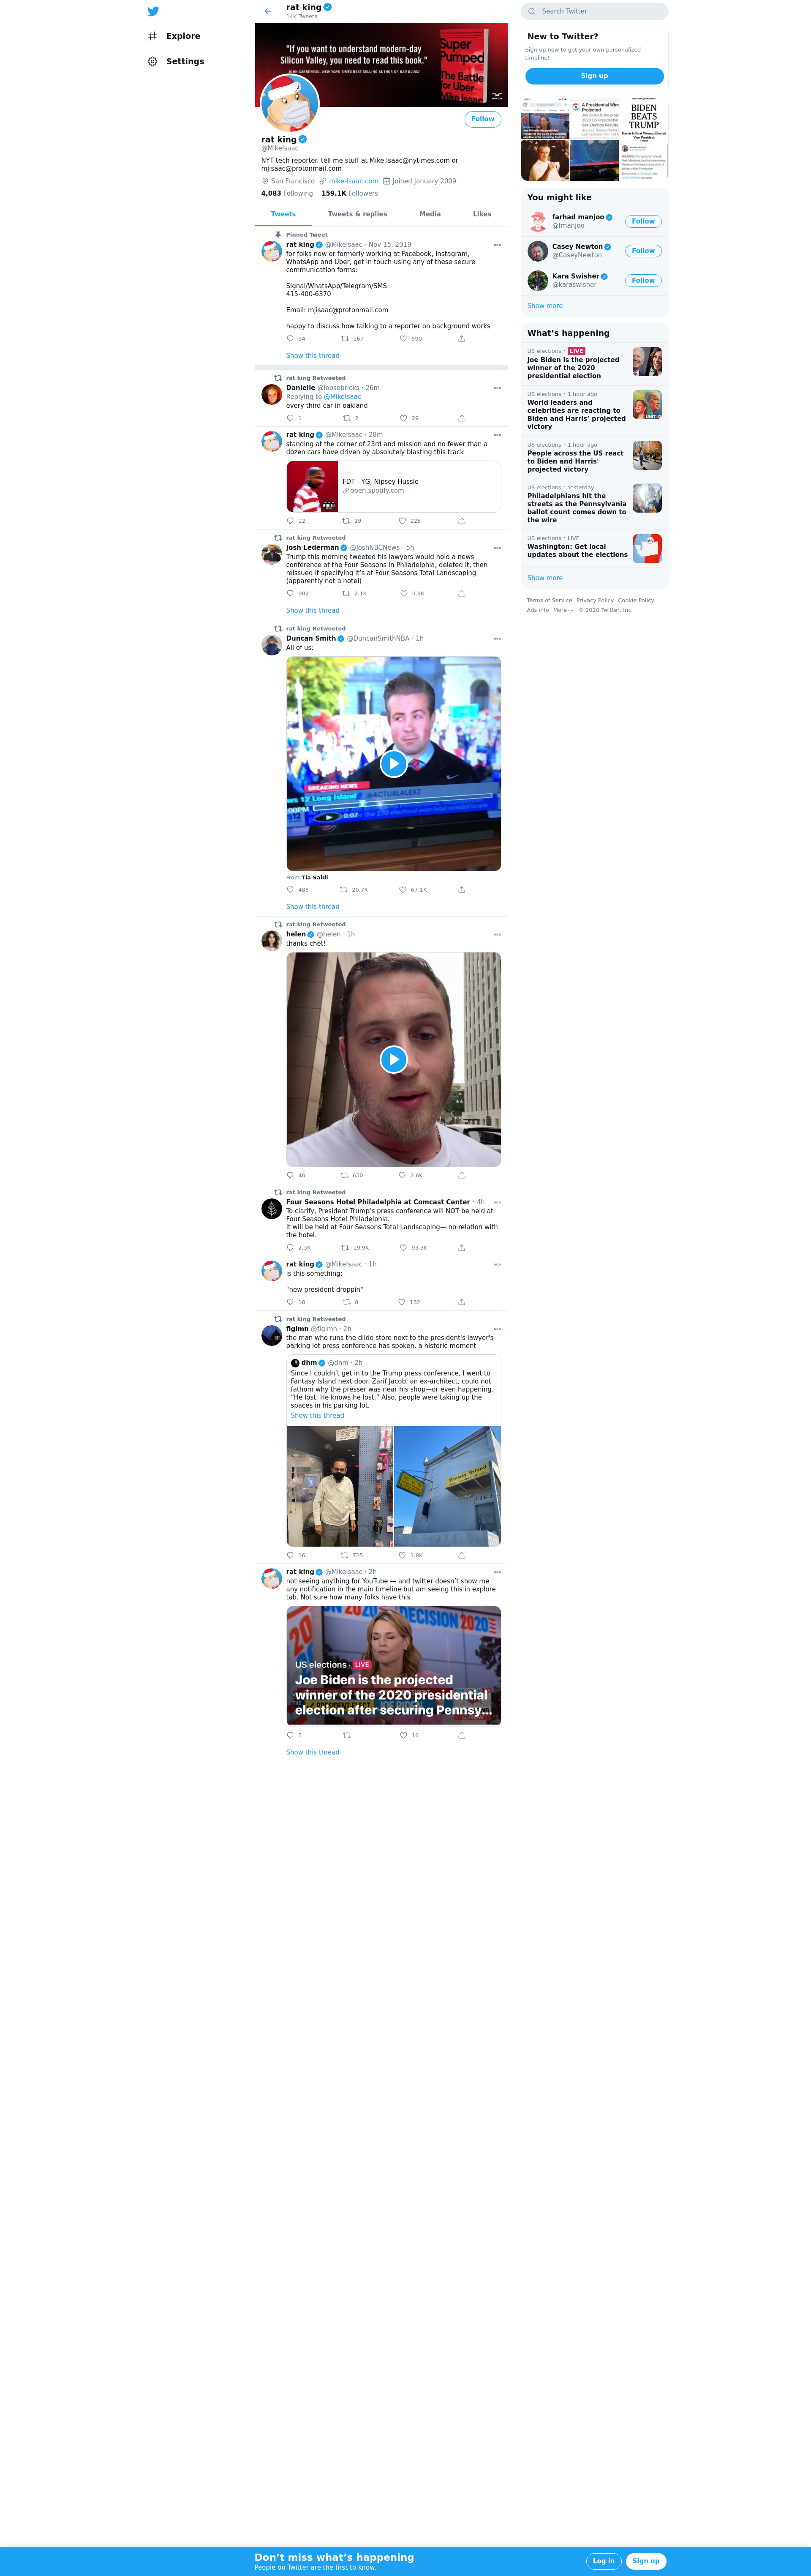 Explore
Settings
rat king
14K Tweets
"If you want to understand modern-day
Silicon Valley, you need to read this book."
JOHN CARREYROU, NEW YORK TIMES BEST-SELLING AUTHOR OF BAD BLOOD
Super
Pumped
The Battle
for Uber
Mike Isaac
Follow
rat king
@MikeIsaac
NYT tech reporter. tell me stuff at Mike.Isaac@nytimes.com or
mjisaac@protonmail.com
San Francisco mike-isaac.com Joined January 2009
4,083 Following 159.1K Followers
Tweets Tweets & replies Media Likes
Pinned Tweet
rat king @MikeIsaac · Nov 15, 2019
for folks now or formerly working at Facebook, Instagram,
WhatsApp and Uber, get in touch using any of these secure
communication forms:
Signal/WhatsApp/Telegram/SMS:
415-400-6370
Email: mjisaac@protonmail.com
happy to discuss how talking to a reporter on background works
34 167 590
Show this thread
rat king Retweeted
Danielle @loosebricks · 26m
Replying to @MikeIsaac
every third car in oakland
1 2 29
rat king @MikeIsaac · 28m
standing at the corner of 23rd and mission and no fewer than a
dozen cars have driven by absolutely blasting this track
FDT - YG, Nipsey Hussle
open.spotify.com
12 19 225
rat king Retweeted
Josh Lederman @JoshNBCNews · 5h
Trump this morning tweeted his lawyers would hold a news
conference at the Four Seasons in Philadelphia, deleted it, then
reissued it specifying it's at Four Seasons Total Landscaping
(apparently not a hotel)
902 2.1K 9.9K
Show this thread
rat king Retweeted
Duncan Smith @DuncanSmithNBA · 1h
All of us:
BREAKING NEWS
ws 12 Long Island
@ACTUALALEXZ
0:02
From Tia Saldi
488 20.7K 67.1K
Show this thread
rat king Retweeted
helen @helen · 1h
thanks chet!
46 630 2.6K
rat king Retweeted
Four Seasons Hotel Philadelphia at Comcast Center · 4h
To clarify, President Trump's press conference will NOT be held at
Four Seasons Hotel Philadelphia.
It will be held at Four Seasons Total Landscaping— no relation with
the hotel.
2.3K 19.9K 93.3K
rat king @MikeIsaac · 1h
is this something:
"new president droppin"
10 8 132
rat king Retweeted
flglmn @flglmn · 2h
the man who runs the dildo store next to the president's lawyer's
parking lot press conference has spoken. a historic moment
dhm @dhm · 2h
Since I couldn't get in to the Trump press conference, I went to
Fantasy Island next door. Zarif Jacob, an ex-architect, could not
fathom why the presser was near his shop—or even happening.
"He lost. He knows he lost." Also, people were taking up the
spaces in his parking lot.
Show this thread
16 725 1.8K
rat king @MikeIsaac · 2h
not seeing anything for YouTube — and twitter doesn't show me
any notification in the main timeline but am seeing this in explore
tab. Not sure how many folks have this
DECISION 2020
US elections · LIVE
Joe Biden is the projected
winner of the 2020 presidential
election after securing Pennsy...
5 16
Show this thread
Search Twitter
New to Twitter?
Sign up now to get your own personalized
timeline!
Sign up
BIDEN
BEATS
TRUMP
You might like
farhad manjoo
@fmanjoo
Follow
Casey Newton
@CaseyNewton
Follow
Kara Swisher
@karaswisher
Follow
Show more
What's happening
US elections · LIVE
Joe Biden is the projected
winner of the 2020
presidential election
US elections · 1 hour ago
World leaders and
celebrities are reacting to
Biden and Harris' projected
victory
US elections · 1 hour ago
People across the US react
to Biden and Harris'
projected victory
US elections · Yesterday
Philadelphians hit the
streets as the Pennsylvania
ballot count comes down to
the wire
US elections · LIVE
Washington: Get local
updates about the elections
Show more
Terms of Service Privacy Policy Cookie Policy
Ads info More © 2020 Twitter, Inc.
Don't miss what's happening
People on Twitter are the first to know.
Log in
Sign up